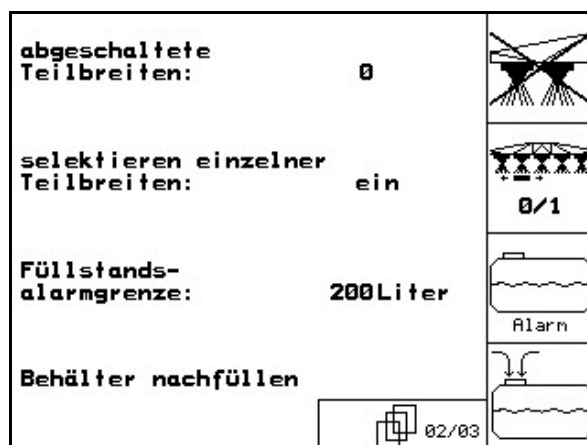 abgeschaltete
Teilbreiten: 0
selektieren einzelner
Teilbreiten: ein
0/1
Füllstands-
alarmgrenze: 200Liter
Alarm
Behälter nachfüllen
02/03